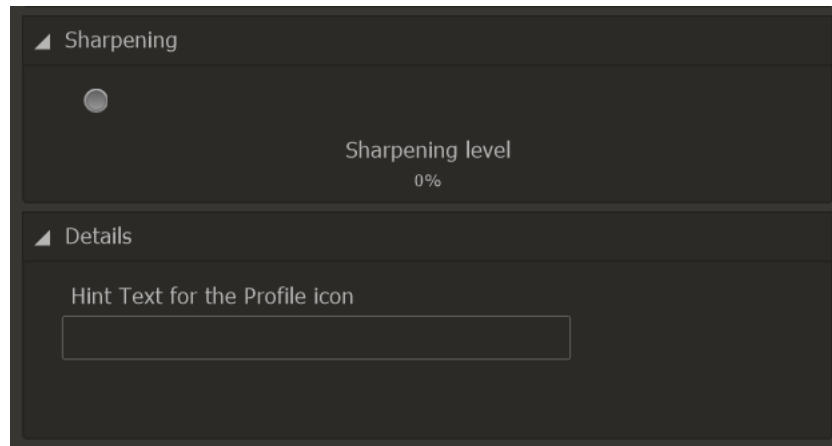 Sharpening
Sharpening level
0%
Details
Hint Text for the Profile icon